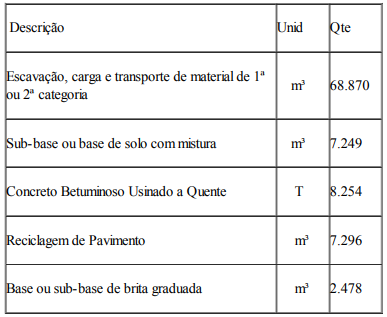 Descrição Unid Qte
Escavação, carga e transporte de material de 1ª
ou 2ª categoria m³ 68.870
Sub-base ou base de solo com mistura m³ 7.249
Concreto Betuminoso Usinado a Quente T 8.254
Reciclagem de Pavimento m³ 7.296
Base ou sub-base de brita graduada m³ 2.478